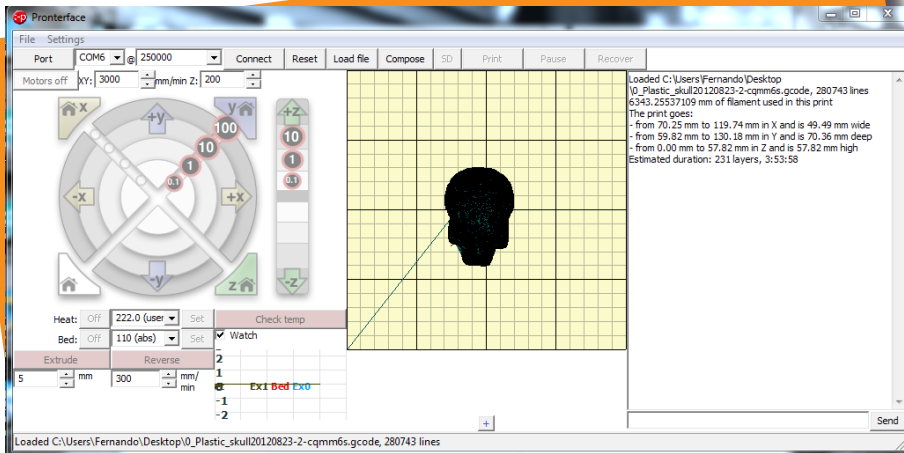 Pronterface
File Settings
Port COM6 @ 250000 Connect Reset Load file Compose SD Print Pause Recover
Motors off XY: 3000 mm/min Z: 200
X +Y Y +Z
100
10 10
1 1
0.1 0.1
-X +X
-y Z -Z
Heat: Off 222.0 (user Set Check temp
Bed: Off 110 (abs) Set Watch
Extrude Reverse
5 mm 300 mm/
min
2
1
Ex1 Bed Ex0
-1
-2
+
Loaded C:\Users\Fernando\Desktop
\0_Plastic_skull20120823-2-cqmm6s.gcode, 280743 lines
6343.25537109 mm of filament used in this print
The print goes:
- from 70.25 mm to 119.74 mm in X and is 49.49 mm wide
- from 59.82 mm to 130.18 mm in Y and is 70.36 mm deep
- from 0.00 mm to 57.82 mm in Z and is 57.82 mm high
Estimated duration: 231 layers, 3:53:58
Send
Loaded C:\Users\Fernando\Desktop\0_Plastic_skull20120823-2-cqmm6s.gcode, 280743 lines